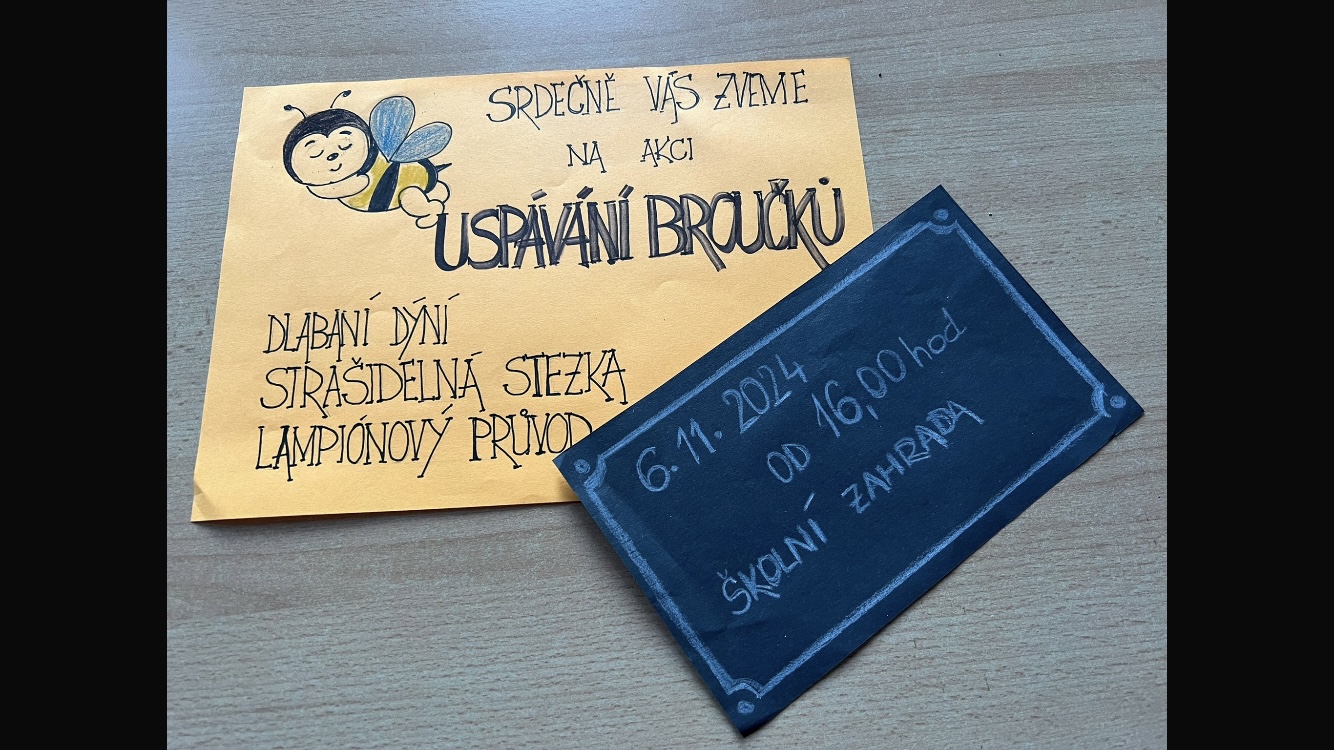 SRDEČNĚ VÁS ZVEME
NA AKCI
USPÁVÁNÍ BROUČKŮ
DLABANÍ DÝNÍ
STRAŠIDELNÁ STEZKA
LAMPIÓNOVÝ PRŮVOD
6. 11. 2024
OD 16,00 hod
ŠKOLNÍ ZAHRADA